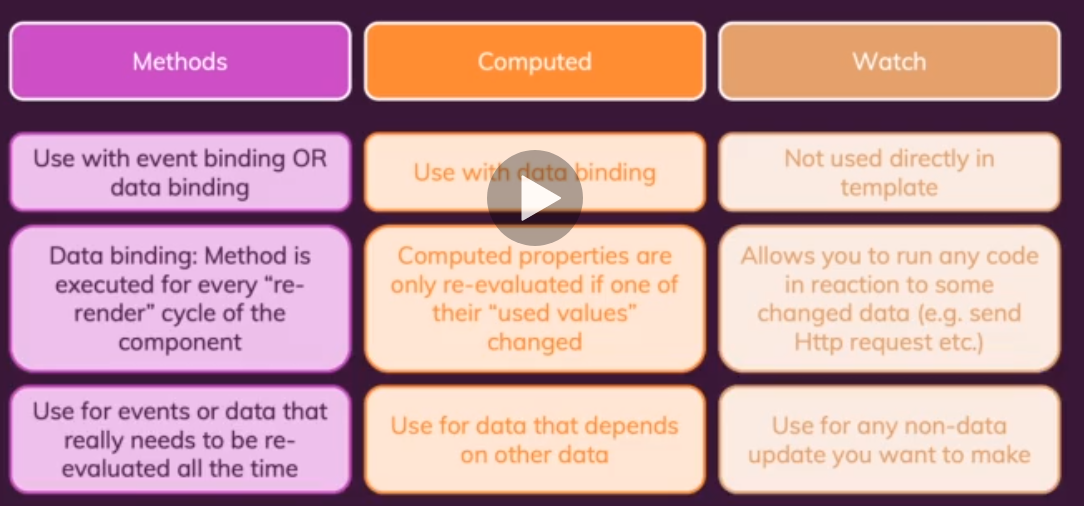 Methods
Computed
Watch
Use with event binding OR
data binding
Use with data binding
Not used directly in
template
Data binding: Method is
executed for every “re-
render” cycle of the
component
Computed properties are
only re-evaluated if one of
their “used values”
changed
Allows you to run any code
in reaction to some
changed data (e.g. send
Http request etc.)
Use for events or data that
really needs to be re-
evaluated all the time
Use for data that depends
on other data
Use for any non-data
update you want to make